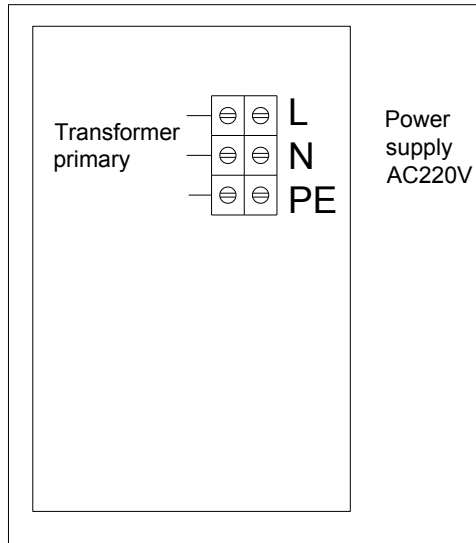 Transformer
primary
L
N
PE
Power
supply
AC220V